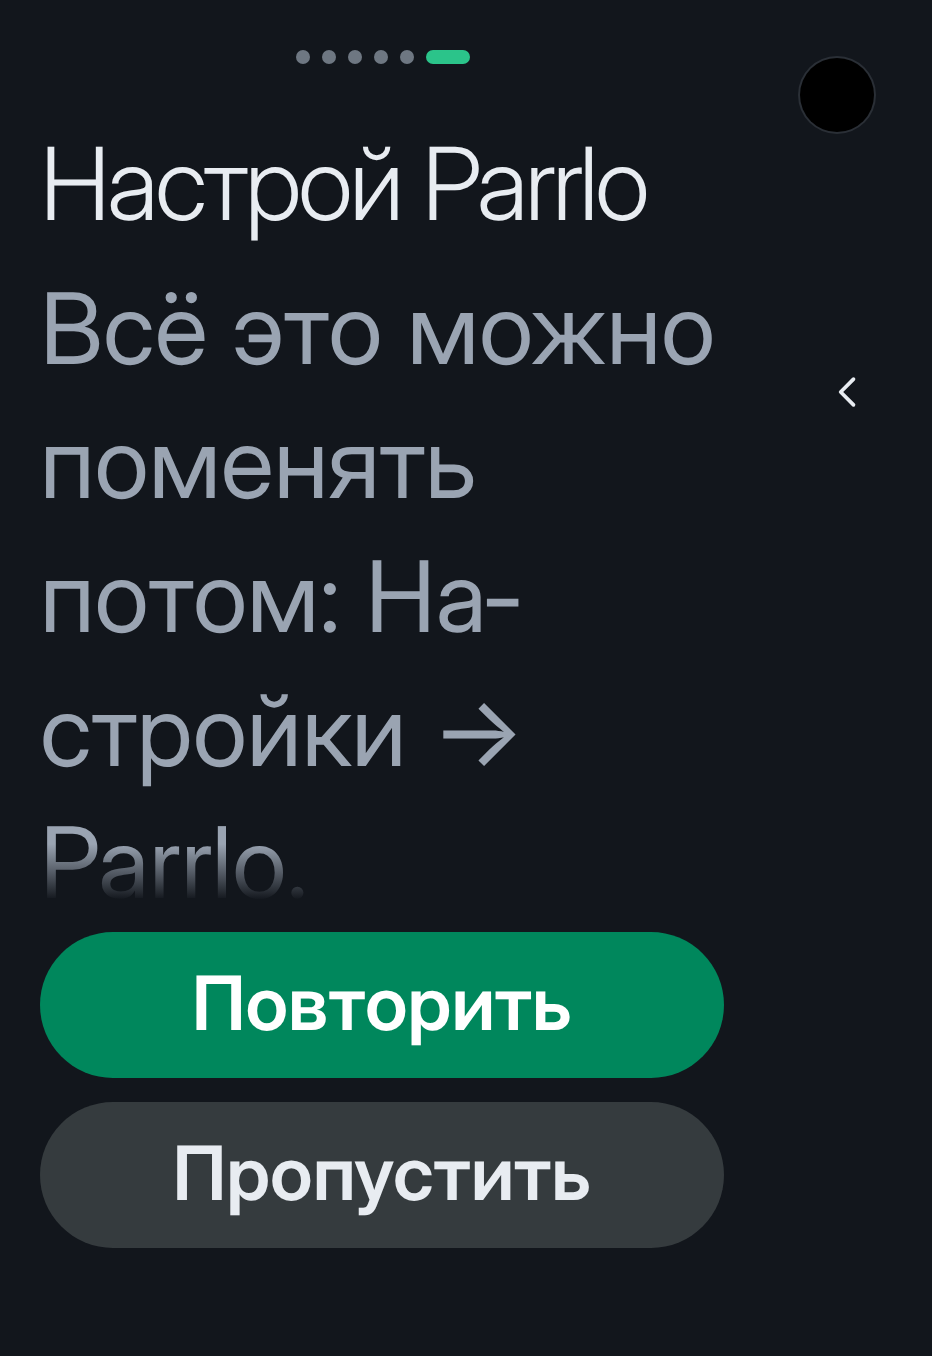 Настрой Parrlo
Всё это можно
поменять
потом: На-
стройки →
Parrlo.
Повторить
Пропустить